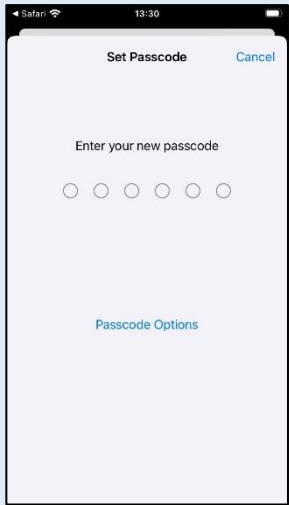 Safari 13:30
Set Passcode Cancel
Enter your new passcode
Passcode Options